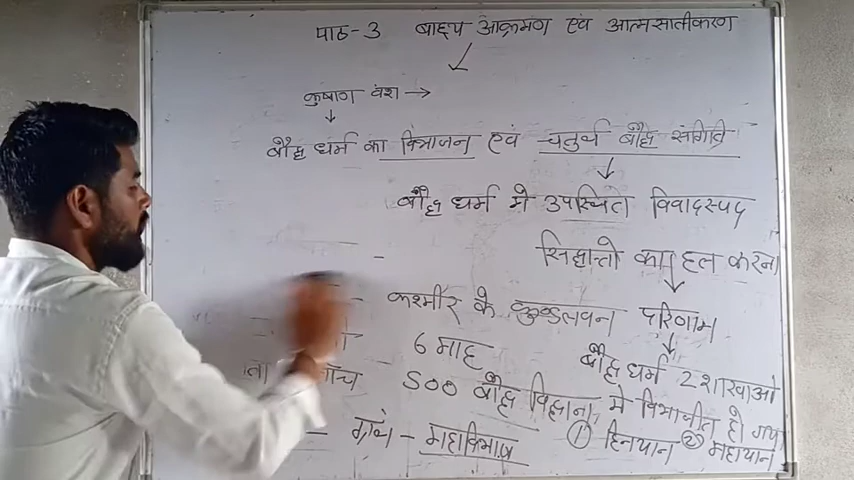 पाठ-3 बाह्य आक्रमण एवं आत्मसातीकरण
कुषाण वंश →
बौद्ध धर्म का विभाजन एवं चतुर्थ बौद्ध संगिति
बौद्ध धर्म मे उपस्थित विवादस्पद
सिद्धान्तो का हल करना
कश्मीर के कुण्डलवन
परिणाम
6 माह
बौद्ध धर्म 2 शाखाओ
500 बौद्ध विद्वाना
मे विभाजीत हो गया
ग्रंथ - महाविभाष
① हिनयान ② महायान